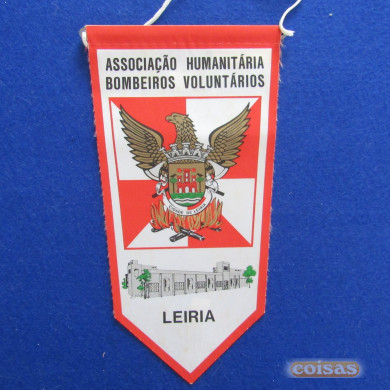 ASSOCIAÇÃO HUMANITÁRIA
BOMBEIROS VOLUNTÁRIOS
LEIRIA
coisas